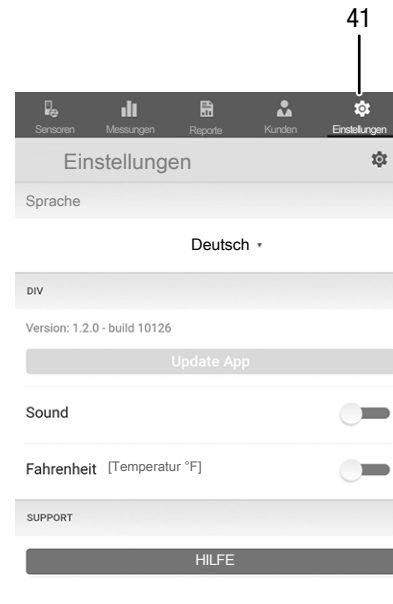 41
Sensoren Messungen Reporte Kunden Einstellungen
Einstellungen
Sprache
Deutsch
DIV
Version: 1.2.0 - build 10126
Update App
Sound
Fahrenheit [Temperatur °F]
SUPPORT
HILFE